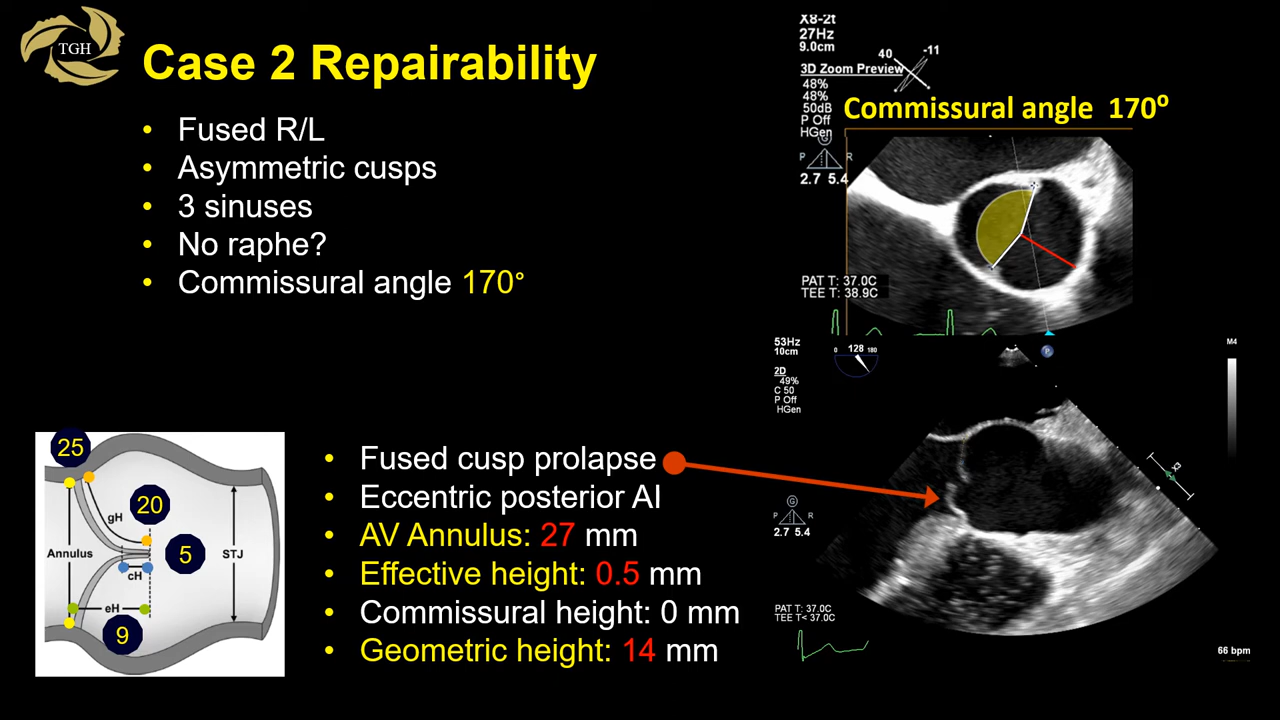 TGH
Case 2 Repairability
• Fused R/L
• Asymmetric cusps
• 3 sinuses
• No raphe?
• Commissural angle 170°
X8-2t
27Hz
9.0cm
40
-11
3D Zoom Preview
48%
48%
50dB
P Off
HGen
Commissural angle 170⁰
G
P
R
2.7 5.4
PAT T: 37.0C
TEE T: 38.9C
53Hz
10cm
0 128 180
P
M4
2D
49%
C 50
P Off
HGen
25
20
gH
Annulus
5
STJ
cH
eH
9
• Fused cusp prolapse
• Eccentric posterior AI
• AV Annulus: 27 mm
• Effective height: 0.5 mm
• Commissural height: 0 mm
• Geometric height: 14 mm
G
P
R
2.7 5.4
PAT T: 37.0C
TEE T< 37.0C
66 bpm